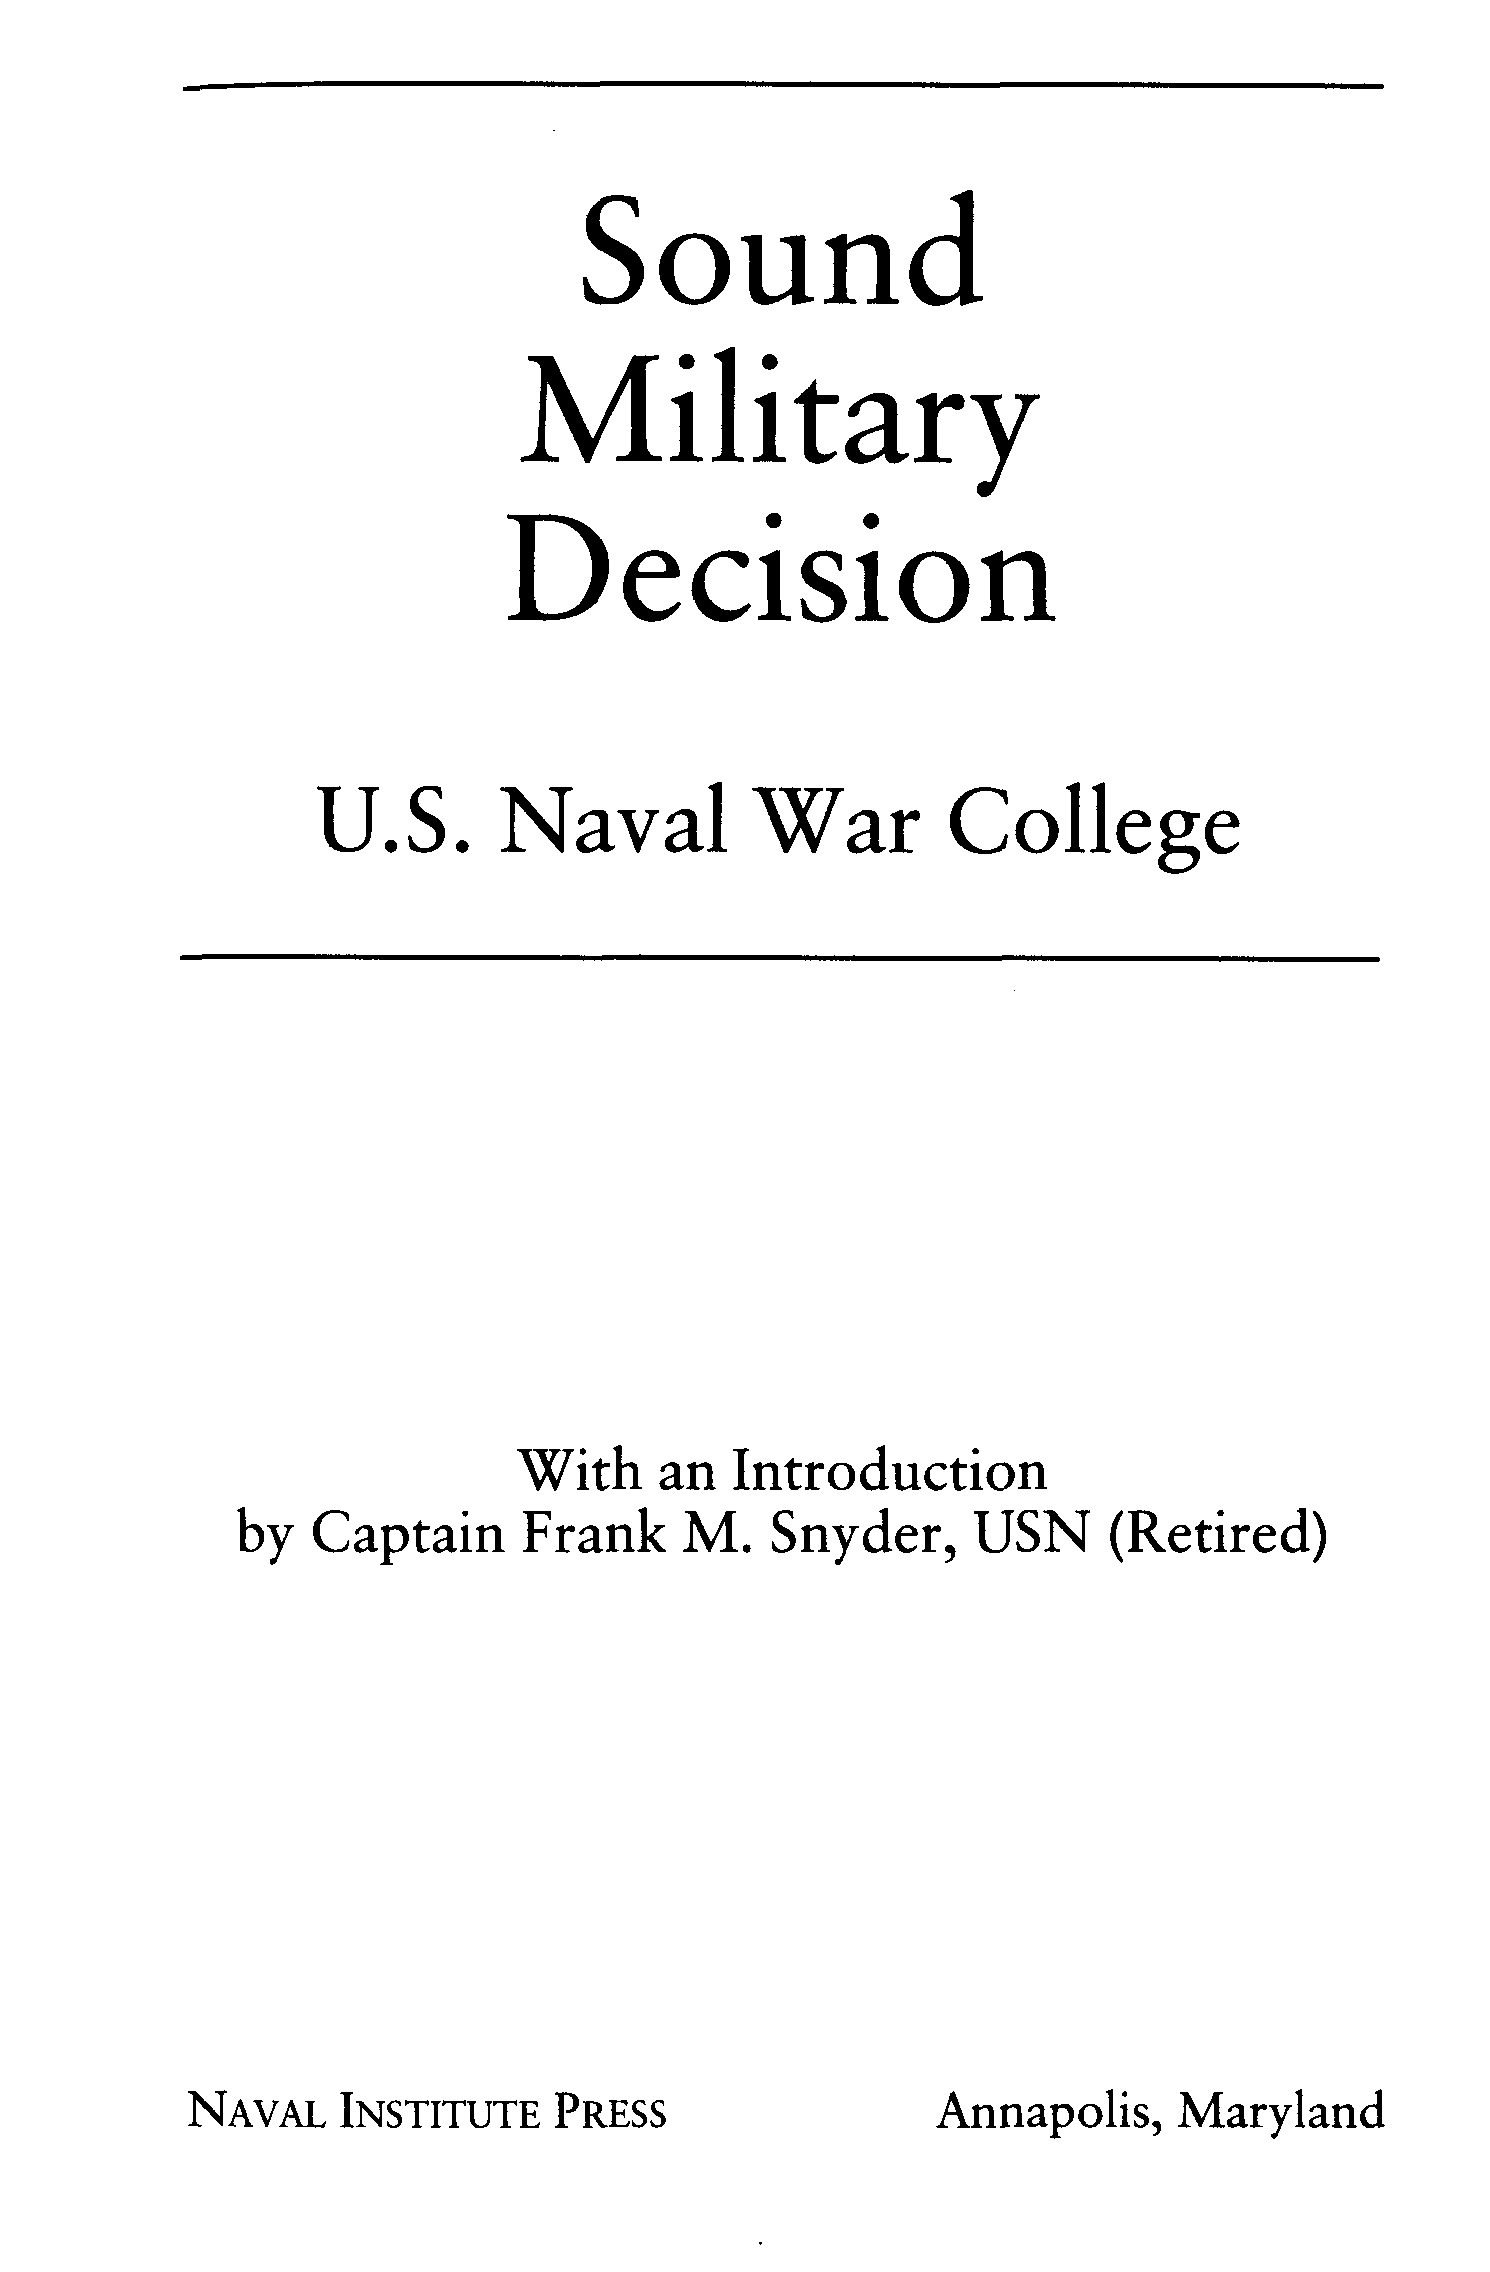 Sound
Military
Decision
U.S. Naval War College
With an Introduction
by Captain Frank M. Snyder, USN (Retired)
NAVAL INSTITUTE PRESS
Annapolis, Maryland